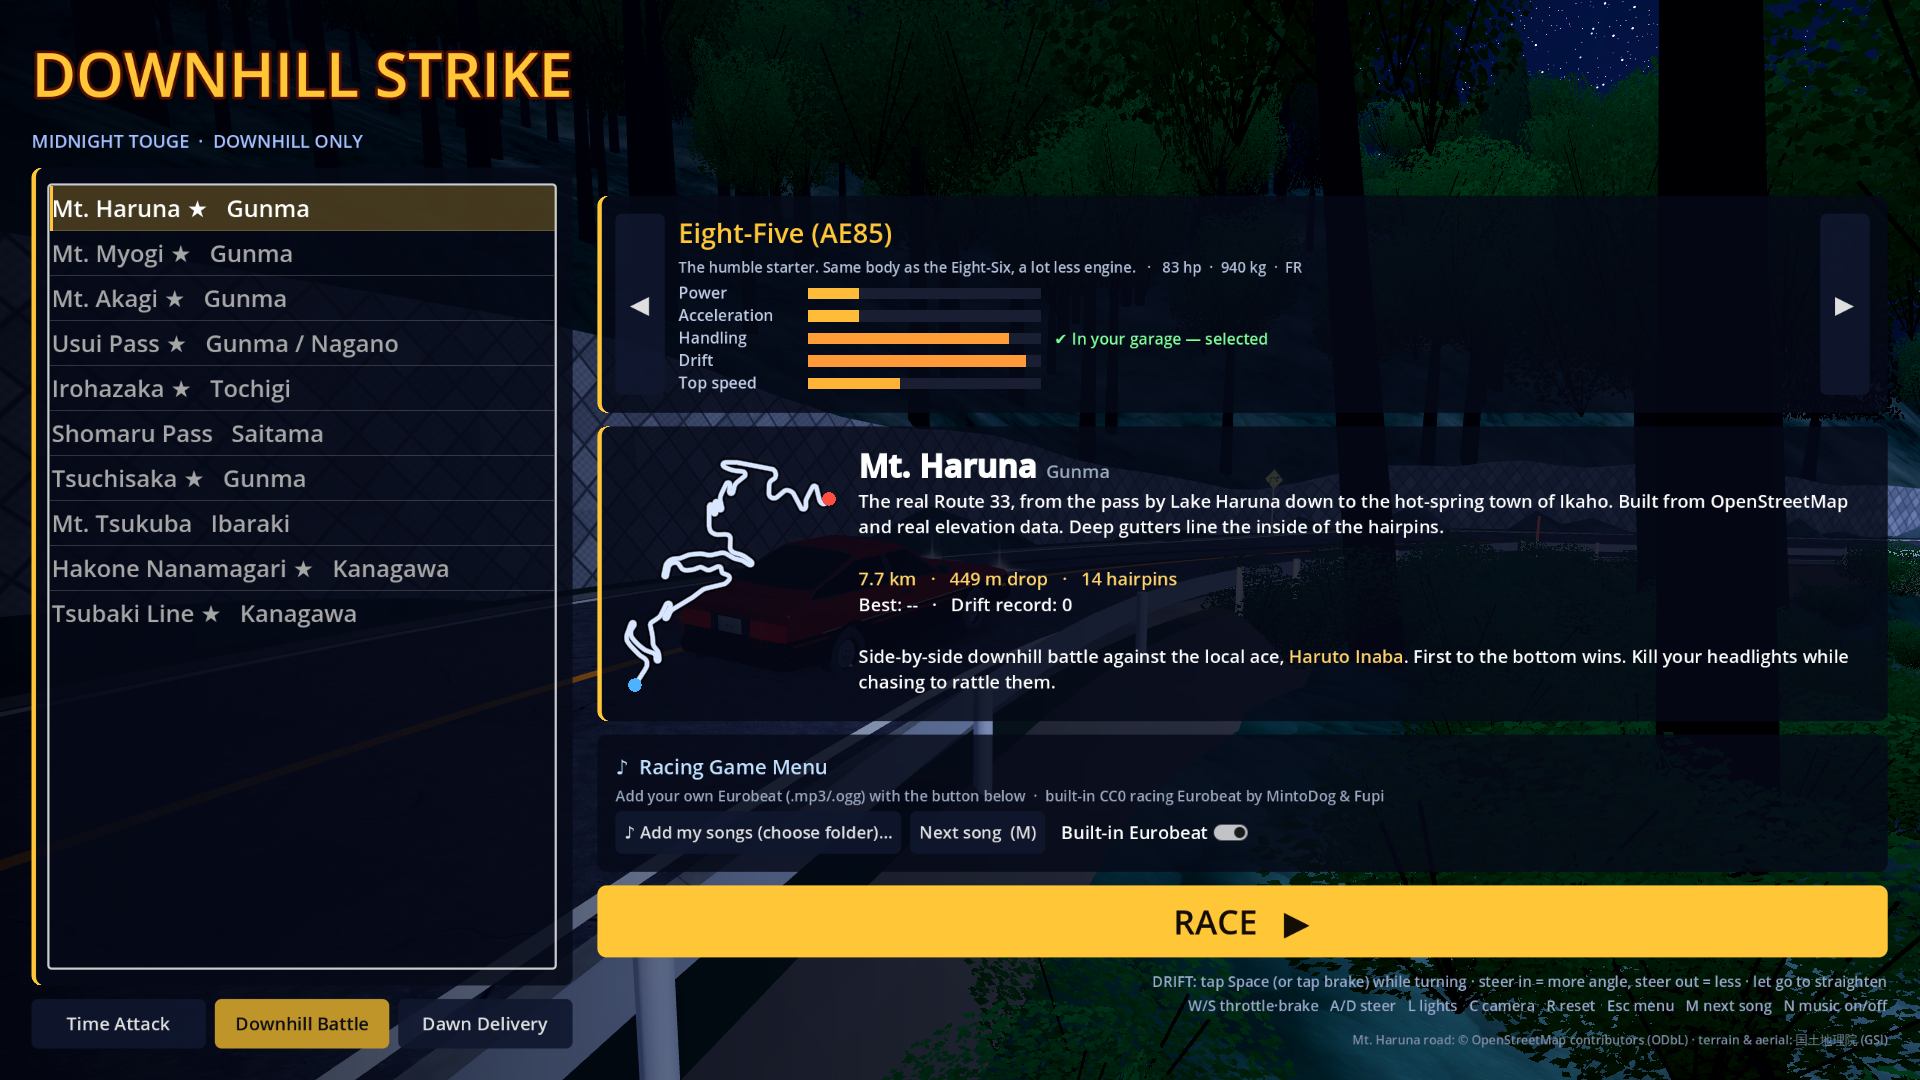 DOWNHILL STRIKE
MIDNIGHT TOUGE · DOWNHILL ONLY
Mt. Haruna ★ Gunma
Mt. Myogi ★ Gunma
Mt. Akagi ★ Gunma
Usui Pass ★ Gunma / Nagano
Irohazaka ★ Tochigi
Shomaru Pass Saitama
Tsuchisaka ★ Gunma
Mt. Tsukuba Ibaraki
Hakone Nanamagari ★ Kanagawa
Tsubaki Line ★ Kanagawa
Time Attack
Downhill Battle
Dawn Delivery
◀
Eight-Five (AE85)
The humble starter. Same body as the Eight-Six, a lot less engine. · 83 hp · 940 kg · FR
Power
Acceleration
Handling
Drift
Top speed
✔ In your garage — selected
▶
Mt. Haruna Gunma
The real Route 33, from the pass by Lake Haruna down to the hot-spring town of Ikaho. Built from OpenStreetMap
and real elevation data. Deep gutters line the inside of the hairpins.
7.7 km · 449 m drop · 14 hairpins
Best: -- · Drift record: 0
Side-by-side downhill battle against the local ace, Haruto Inaba. First to the bottom wins. Kill your headlights while
chasing to rattle them.
♪ Racing Game Menu
Add your own Eurobeat (.mp3/.ogg) with the button below · built-in CC0 racing Eurobeat by MintoDog & Fupi
♪ Add my songs (choose folder)...
Next song (M)
Built-in Eurobeat
RACE ▶
DRIFT: tap Space (or tap brake) while turning · steer in = more angle, steer out = less · let go to straighten
W/S throttle·brake A/D steer L lights C camera R reset Esc menu M next song N music on/off
Mt. Haruna road: © OpenStreetMap contributors (ODbL) · terrain & aerial: 国土地理院 (GSI)